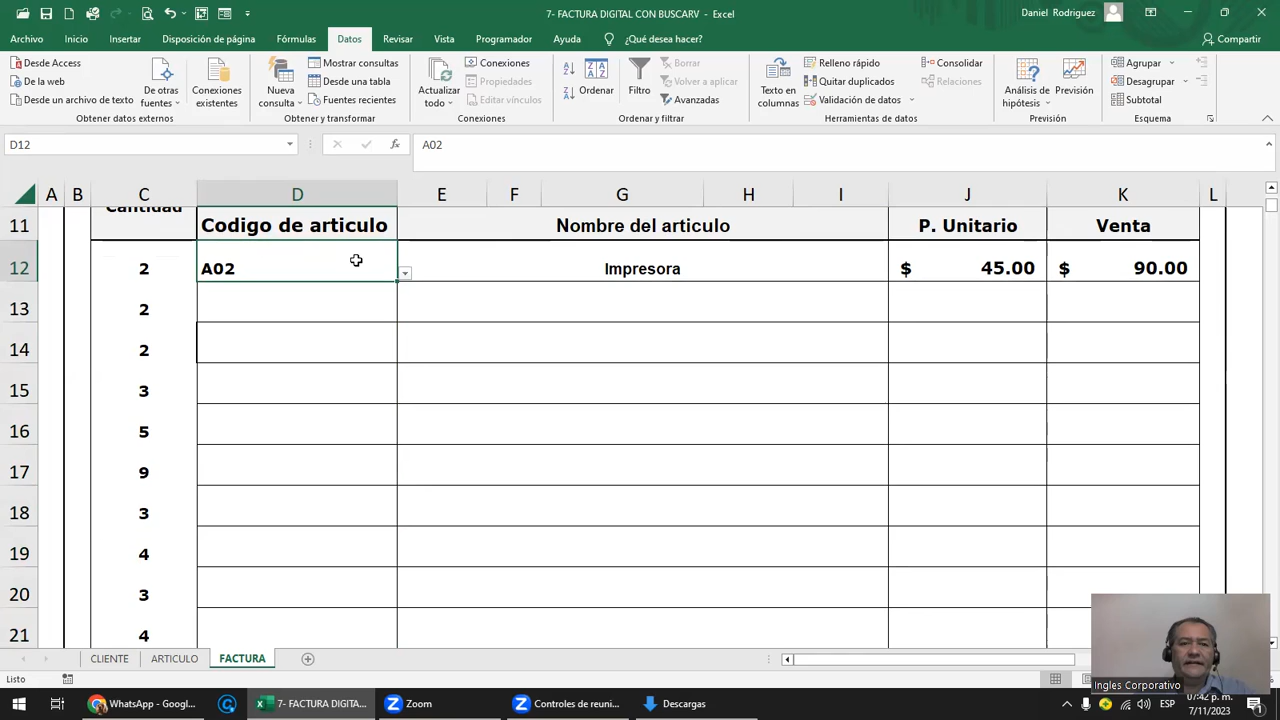 7- FACTURA DIGITAL CON BUSCARV - Excel
Daniel Rodriguez
Archivo Inicio Insertar Disposición de página Fórmulas Datos Revisar Vista Programador Ayuda ¿Qué desea hacer? Compartir
Desde Access
De la web
Desde un archivo de texto
De otras fuentes
Conexiones existentes
Obtener datos externos
Nueva consulta
Mostrar consultas
Desde una tabla
Fuentes recientes
Obtener y transformar
Actualizar todo
Conexiones
Propiedades
Editar vínculos
Conexiones
Ordenar
Filtro
Borrar
Volver a aplicar
Avanzadas
Ordenar y filtrar
Texto en columnas
Relleno rápido
Quitar duplicados
Validación de datos
Consolidar
Relaciones
Herramientas de datos
Análisis de hipótesis
Previsión
Previsión
Agrupar
Desagrupar
Subtotal
Esquema
D12 fx A02
A B C D E F G H I J K L
Cantidad
11 Codigo de articulo Nombre del articulo P. Unitario Venta
12 2 A02 Impresora $ 45.00 $ 90.00
13 2
14 2
15 3
16 5
17 9
18 3
19 4
20 3
21 4
CLIENTE ARTICULO FACTURA
Listo
Ingles Corporativo
WhatsApp - Googl...
7- FACTURA DIGITA...
Zoom
Controles de reuni...
Descargas
ESP
07:42 p. m.
7/11/2023